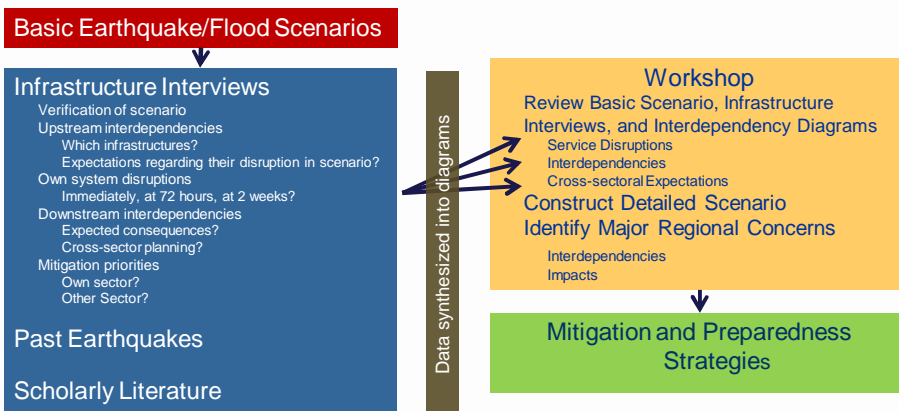 Basic Earthquake/Flood Scenarios
Infrastructure Interviews
Verification of scenario
Upstream interdependencies
Which infrastructures?
Expectations regarding their disruption in scenario?
Own system disruptions
Immediately, at 72 hours, at 2 weeks?
Downstream interdependencies
Expected consequences?
Cross-sector planning?
Mitigation priorities
Own sector?
Other Sector?
Past Earthquakes
Scholarly Literature
Data synthesized into diagrams
Workshop
Review Basic Scenario, Infrastructure
Interviews, and Interdependency Diagrams
Service Disruptions
Interdependencies
Cross-sectoral Expectations
Construct Detailed Scenario
Identify Major Regional Concerns
Interdependencies
Impacts
Mitigation and Preparedness
Strategies